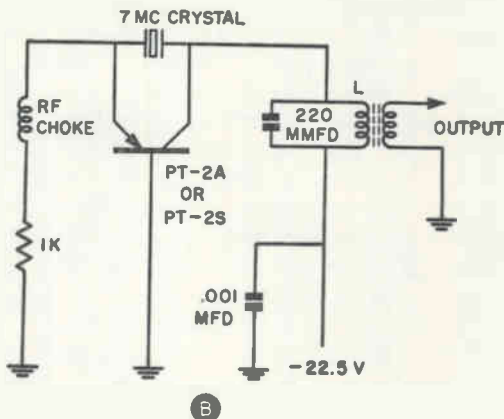 7 MC CRYSTAL
RF
CHOKE
1K
PT-2A
OR
PT-2S
L
220
MMFD
OUTPUT
.001
MFD
-22.5 V
B